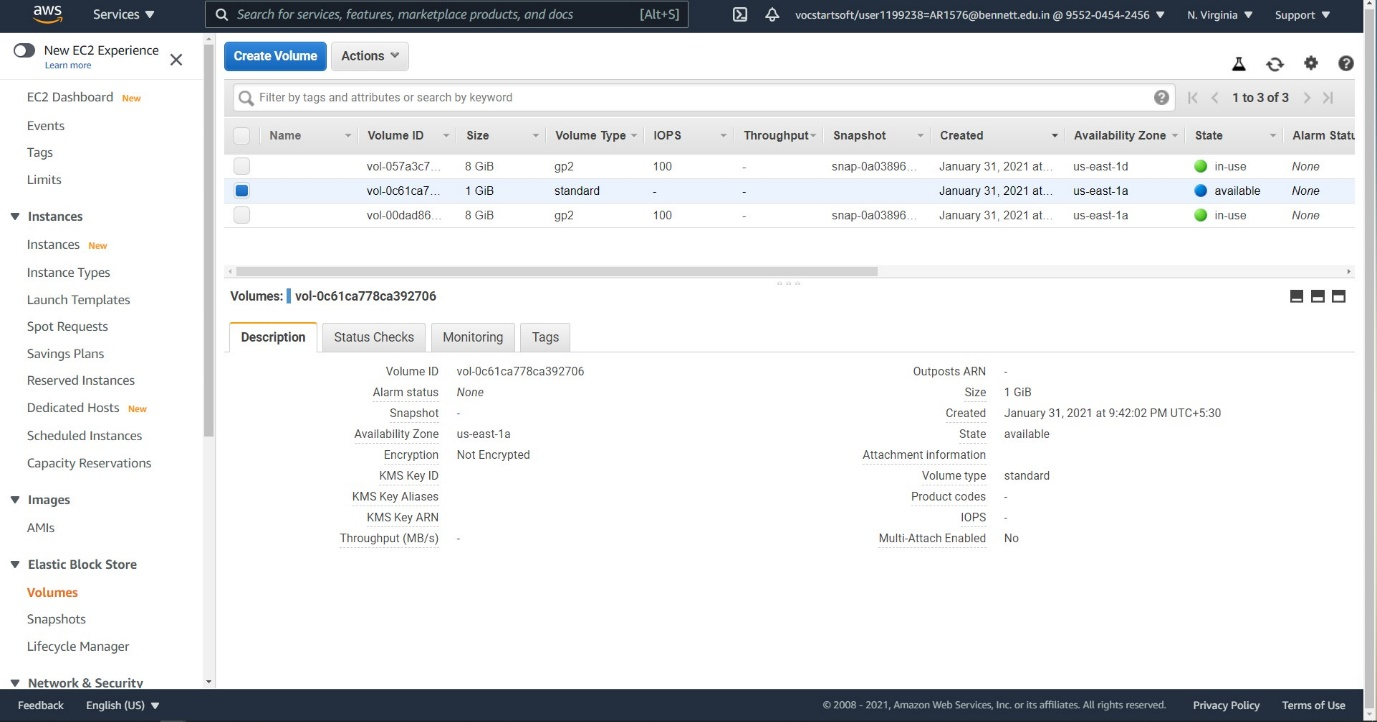 aws Services Search for services, features, marketplace products, and docs [Alt+S] vocstartsoft/user1199238=AR1576@bennett.edu.in @ 9552-0454-2456 N. Virginia Support
New EC2 Experience
Learn more
EC2 Dashboard New
Events
Tags
Limits
Instances
Instances New
Instance Types
Launch Templates
Spot Requests
Savings Plans
Reserved Instances
Dedicated Hosts New
Scheduled Instances
Capacity Reservations
Images
AMIs
Elastic Block Store
Volumes
Snapshots
Lifecycle Manager
Network & Security
Create Volume Actions
Filter by tags and attributes or search by keyword 1 to 3 of 3
Name Volume ID Size Volume Type IOPS Throughput Snapshot Created Availability Zone State Alarm Statu
vol-057a3c7... 8 GiB gp2 100 - snap-0a03896... January 31, 2021 at... us-east-1d in-use None
vol-0c61ca7... 1 GiB standard - - January 31, 2021 at... us-east-1a available None
vol-00dad86... 8 GiB gp2 100 - snap-0a03896... January 31, 2021 at... us-east-1a in-use None
Volumes: vol-0c61ca778ca392706
Description Status Checks Monitoring Tags
Volume ID vol-0c61ca778ca392706 Outposts ARN -
Alarm status None Size 1 GiB
Snapshot - Created January 31, 2021 at 9:42:02 PM UTC+5:30
Availability Zone us-east-1a State available
Encryption Not Encrypted Attachment information
KMS Key ID Volume type standard
KMS Key Aliases Product codes -
KMS Key ARN IOPS -
Throughput (MB/s) - Multi-Attach Enabled No
Feedback English (US) © 2008 - 2021, Amazon Web Services, Inc. or its affiliates. All rights reserved. Privacy Policy Terms of Use